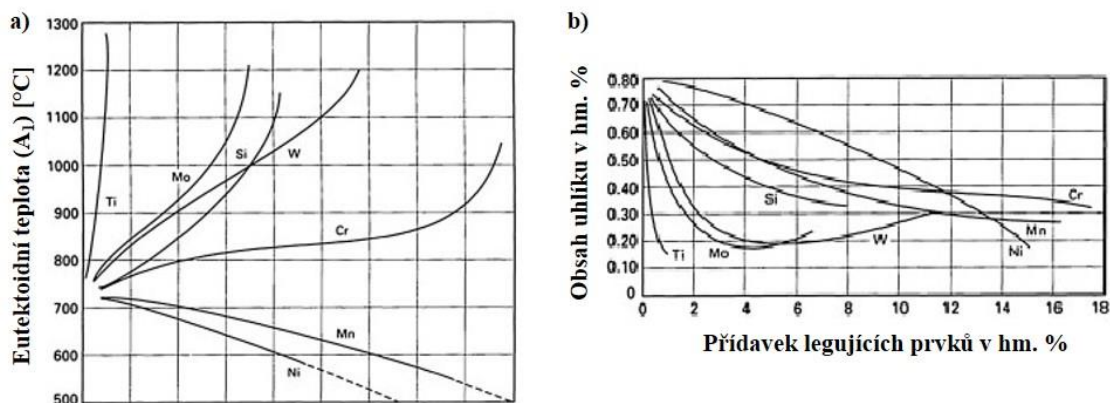 a)
Eutektoidní teplota (A₁) [°C]
1300
1200
1100
1000
900
800
700
600
500
Ti
Mo
Si
W
Cr
Mn
Ni
b)
Obsah uhlíku v hm. %
0.80
0.70
0.60
0.50
0.40
0.30
0.20
0.10
0
Si
Ti
Mo
W
Cr
Mn
Ni
0 2 4 6 8 10 12 14 16 18
Přídavek legujících prvků v hm. %